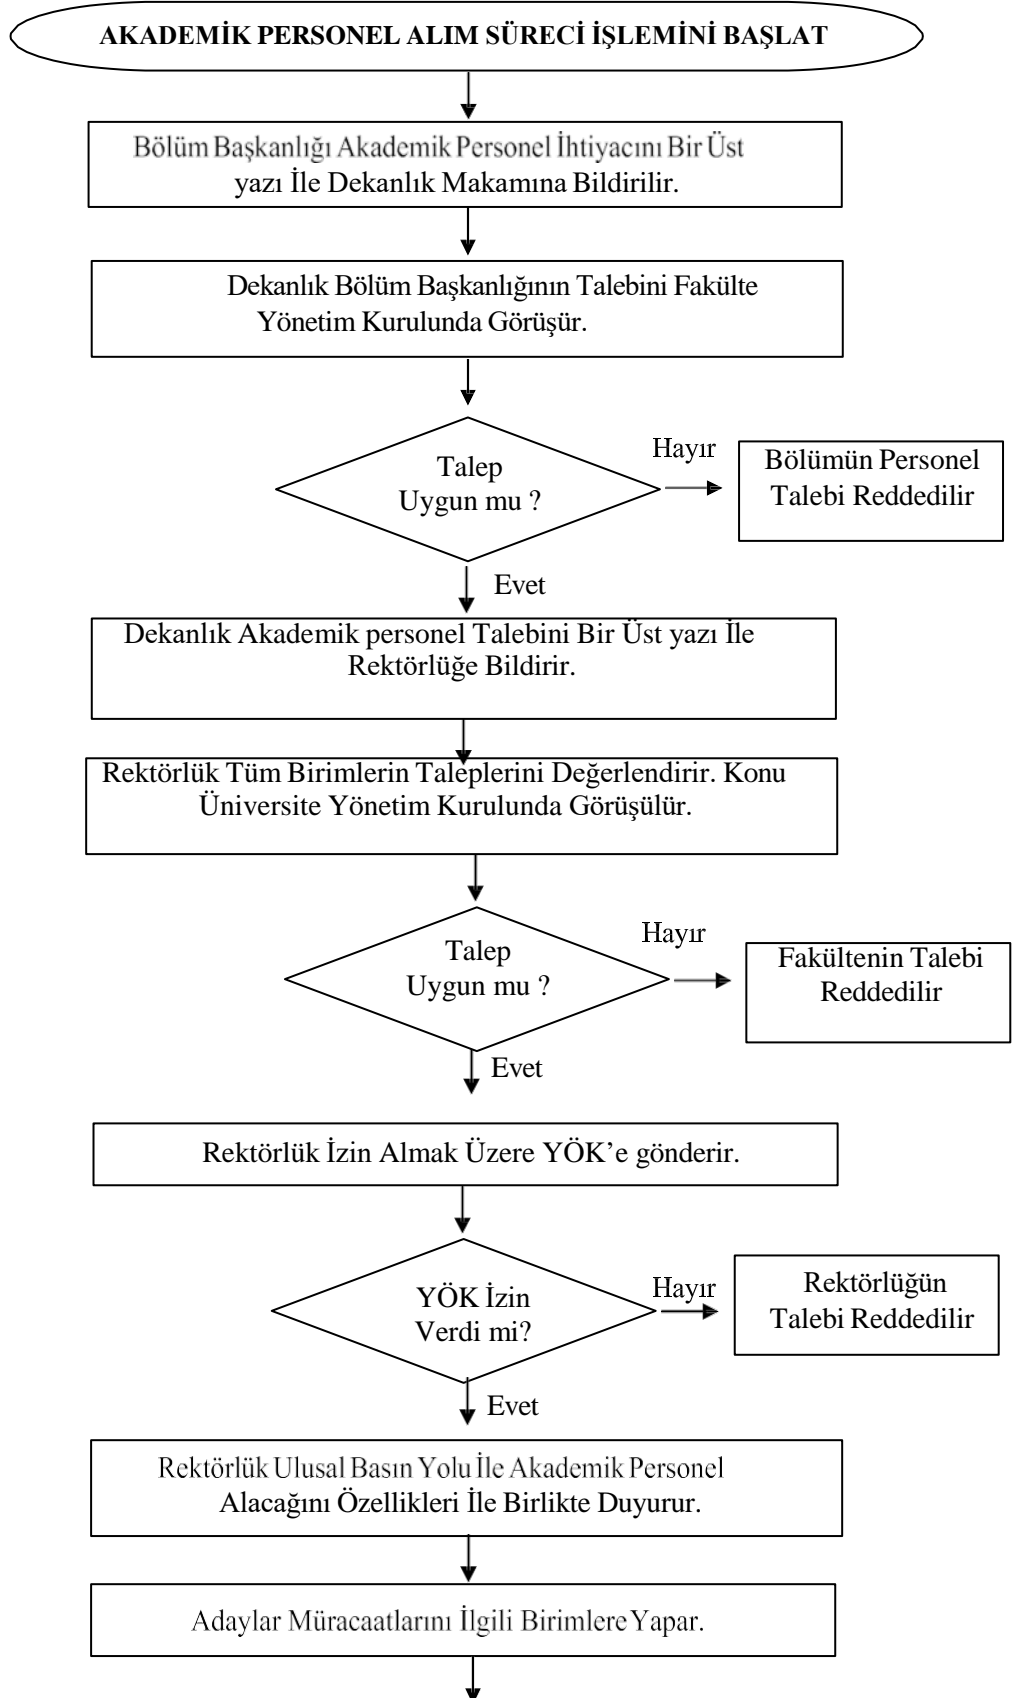 AKADEMİK PERSONEL ALIM SÜRECİ İŞLEMİNİ BAŞLAT
Bölüm Başkanlığı Akademik Personel İhtiyacını Bir Üst
yazı İle Dekanlık Makamına Bildirilir.
Dekanlık Bölüm Başkanlığının Talebini Fakülte
Yönetim Kurulunda Görüşür.
Talep
Uygun mu ?
Hayır
Bölümün Personel
Talebi Reddedilir
Evet
Dekanlık Akademik personel Talebini Bir Üst yazı İle
Rektörlüğe Bildirir.
Rektörlük Tüm Birimlerin Taleplerini Değerlendirir. Konu
Üniversite Yönetim Kurulunda Görüşülür.
Talep
Uygun mu ?
Hayır
Fakültenin Talebi
Reddedilir
Evet
Rektörlük İzin Almak Üzere YÖK’e gönderir.
YÖK İzin
Verdi mi?
Hayır
Rektörlüğün
Talebi Reddedilir
Evet
Rektörlük Ulusal Basın Yolu İle Akademik Personel
Alacağını Özellikleri İle Birlikte Duyurur.
Adaylar Müracaatlarını İlgili Birimlere Yapar.